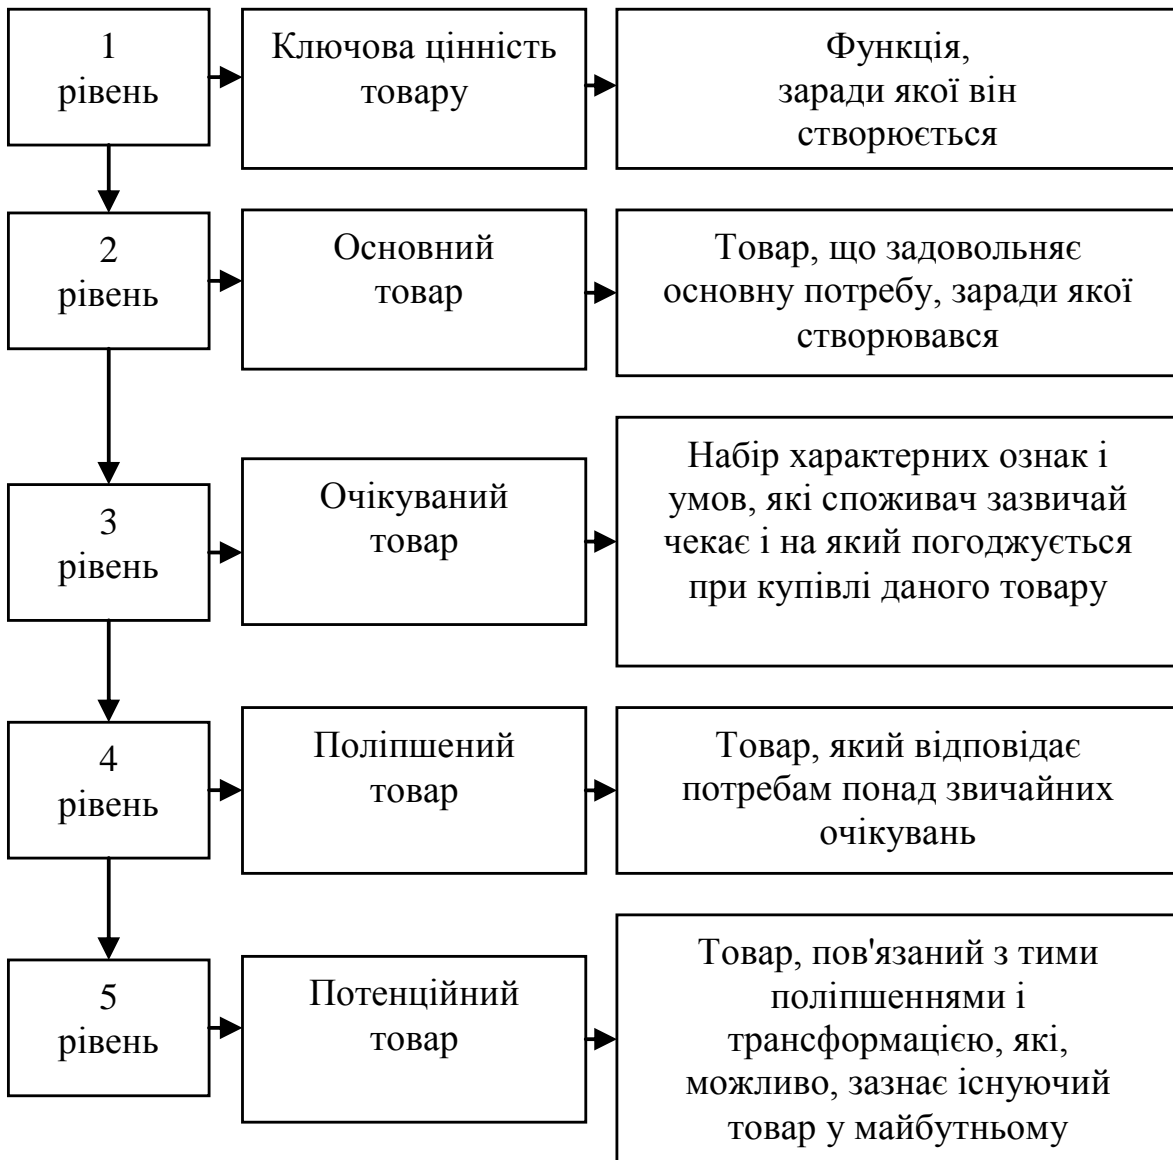 1
рівень
Ключова цінність
товару
Функція,
заради якої він
створюється
2
рівень
Основний
товар
Товар, що задовольняє
основну потребу, заради якої
створювався
3
рівень
Очікуваний
товар
Набір характерних ознак і
умов, які споживач зазвичай
чекає і на який погоджується
при купівлі даного товару
4
рівень
Поліпшений
товар
Товар, який відповідає
потребам понад звичайних
очікувань
5
рівень
Потенційний
товар
Товар, пов'язаний з тими
поліпшеннями і
трансформацією, які,
можливо, зазнає існуючий
товар у майбутньому